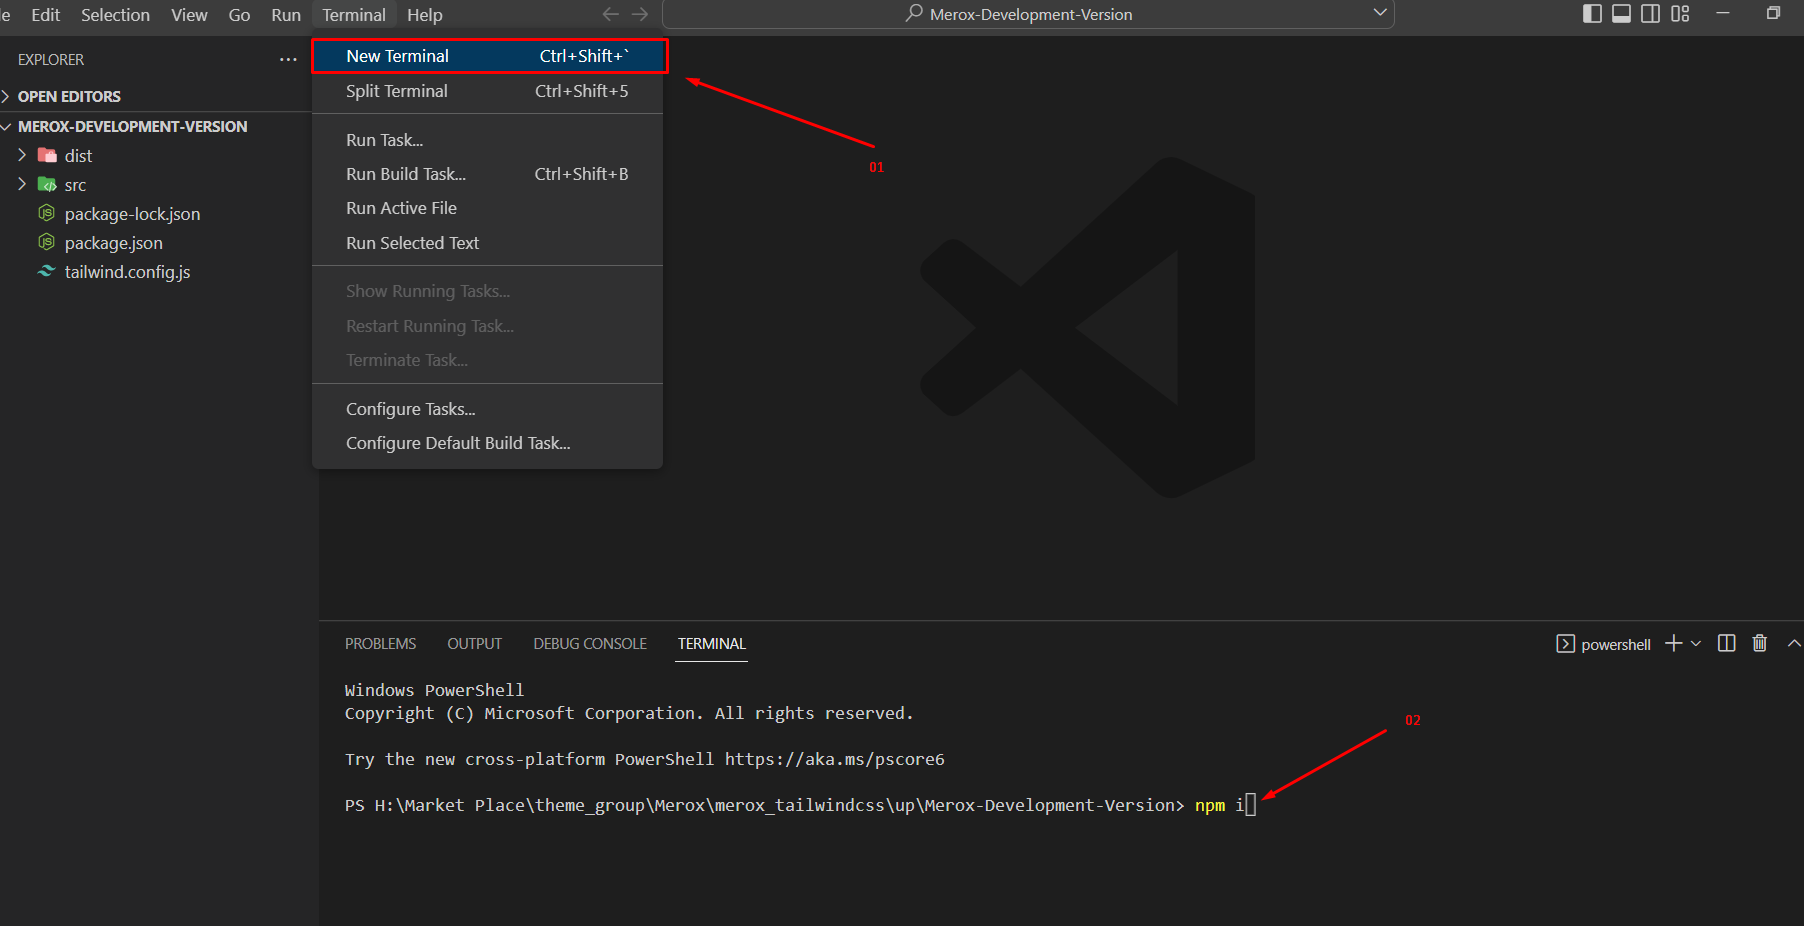 le Edit Selection View Go Run Terminal Help Merox-Development-Version
EXPLORER
OPEN EDITORS
MEROX-DEVELOPMENT-VERSION
dist
src
package-lock.json
package.json
tailwind.config.js
New Terminal Ctrl+Shift+`
Split Terminal Ctrl+Shift+5
Run Task...
Run Build Task... Ctrl+Shift+B
Run Active File
Run Selected Text
Show Running Tasks...
Restart Running Task...
Terminate Task...
Configure Tasks...
Configure Default Build Task...
01
PROBLEMS OUTPUT DEBUG CONSOLE TERMINAL powershell
Windows PowerShell
Copyright (C) Microsoft Corporation. All rights reserved.
Try the new cross-platform PowerShell https://aka.ms/pscore6
PS H:\Market Place\theme_group\Merox\merox_tailwindcss\up\Merox-Development-Version> npm i
02